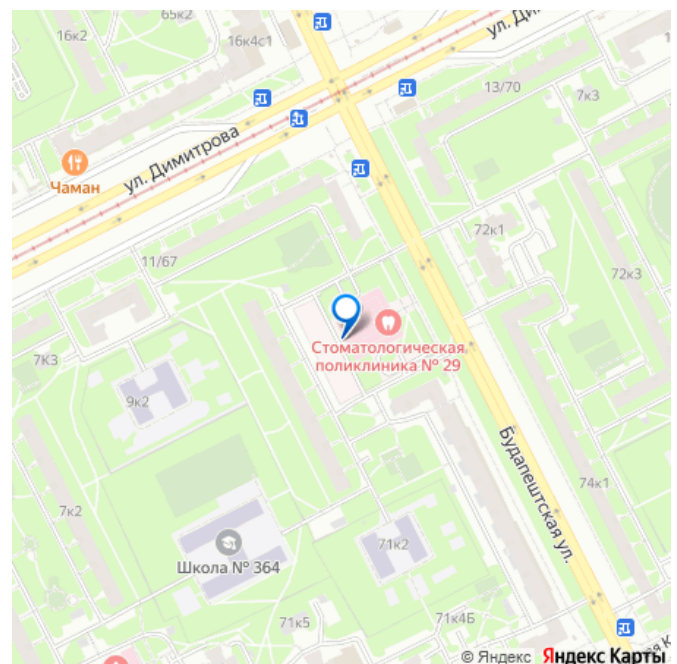 16к2
65к2
16к4с1
ул. Ди
13/70
7к3
ул. Димитрова
Чаман
72к1
72к3
11/67
Стоматологическая
поликлиника № 29
7К3
9к2
Будапештская ул.
74к1
7к2
Школа № 364
71к2
71к5
71к4Б
© Яндекс Яндекс Карты